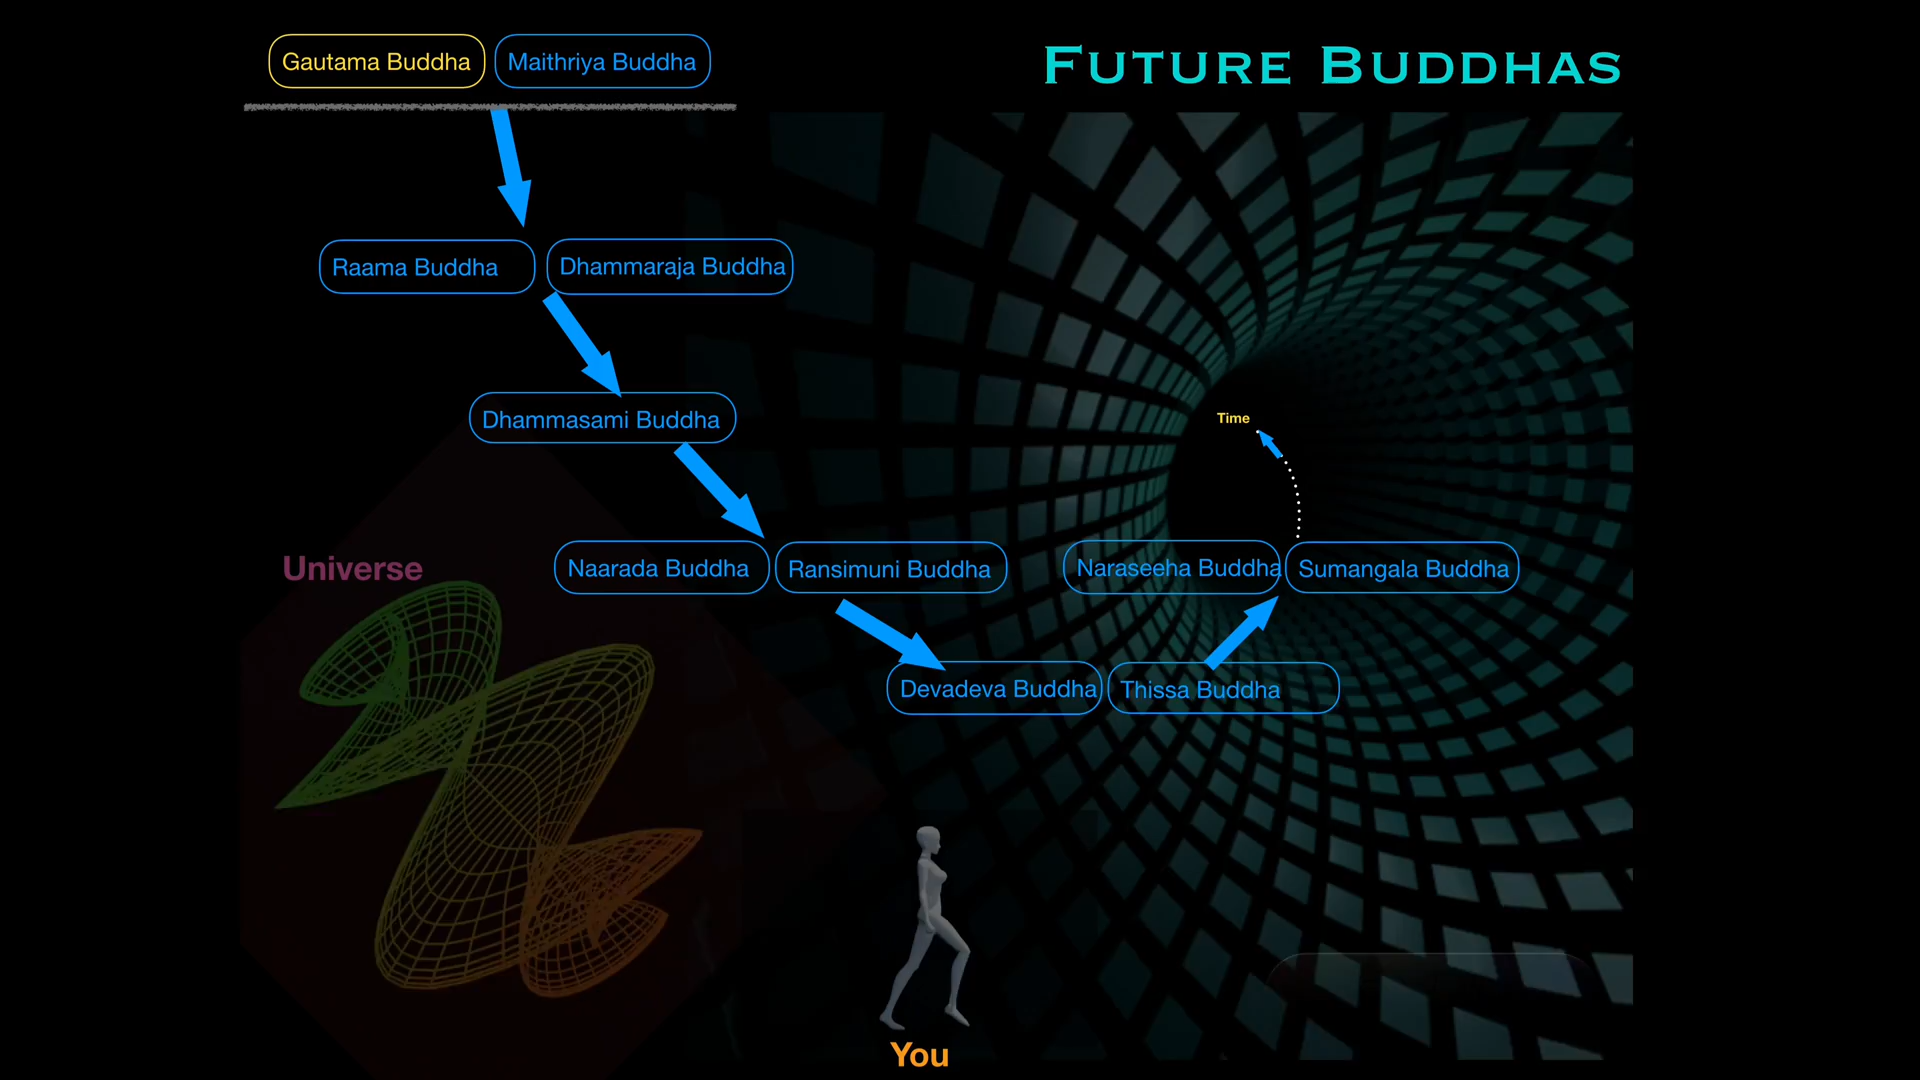 Gautama Buddha
Maithriya Buddha
FUTURE BUDDHAS
Raama Buddha
Dhammaraja Buddha
Dhammasami Buddha
Time
Universe
Naarada Buddha
Ransimuni Buddha
Naraseeha Buddha
Sumangala Buddha
Devadeva Buddha
Thissa Buddha
You